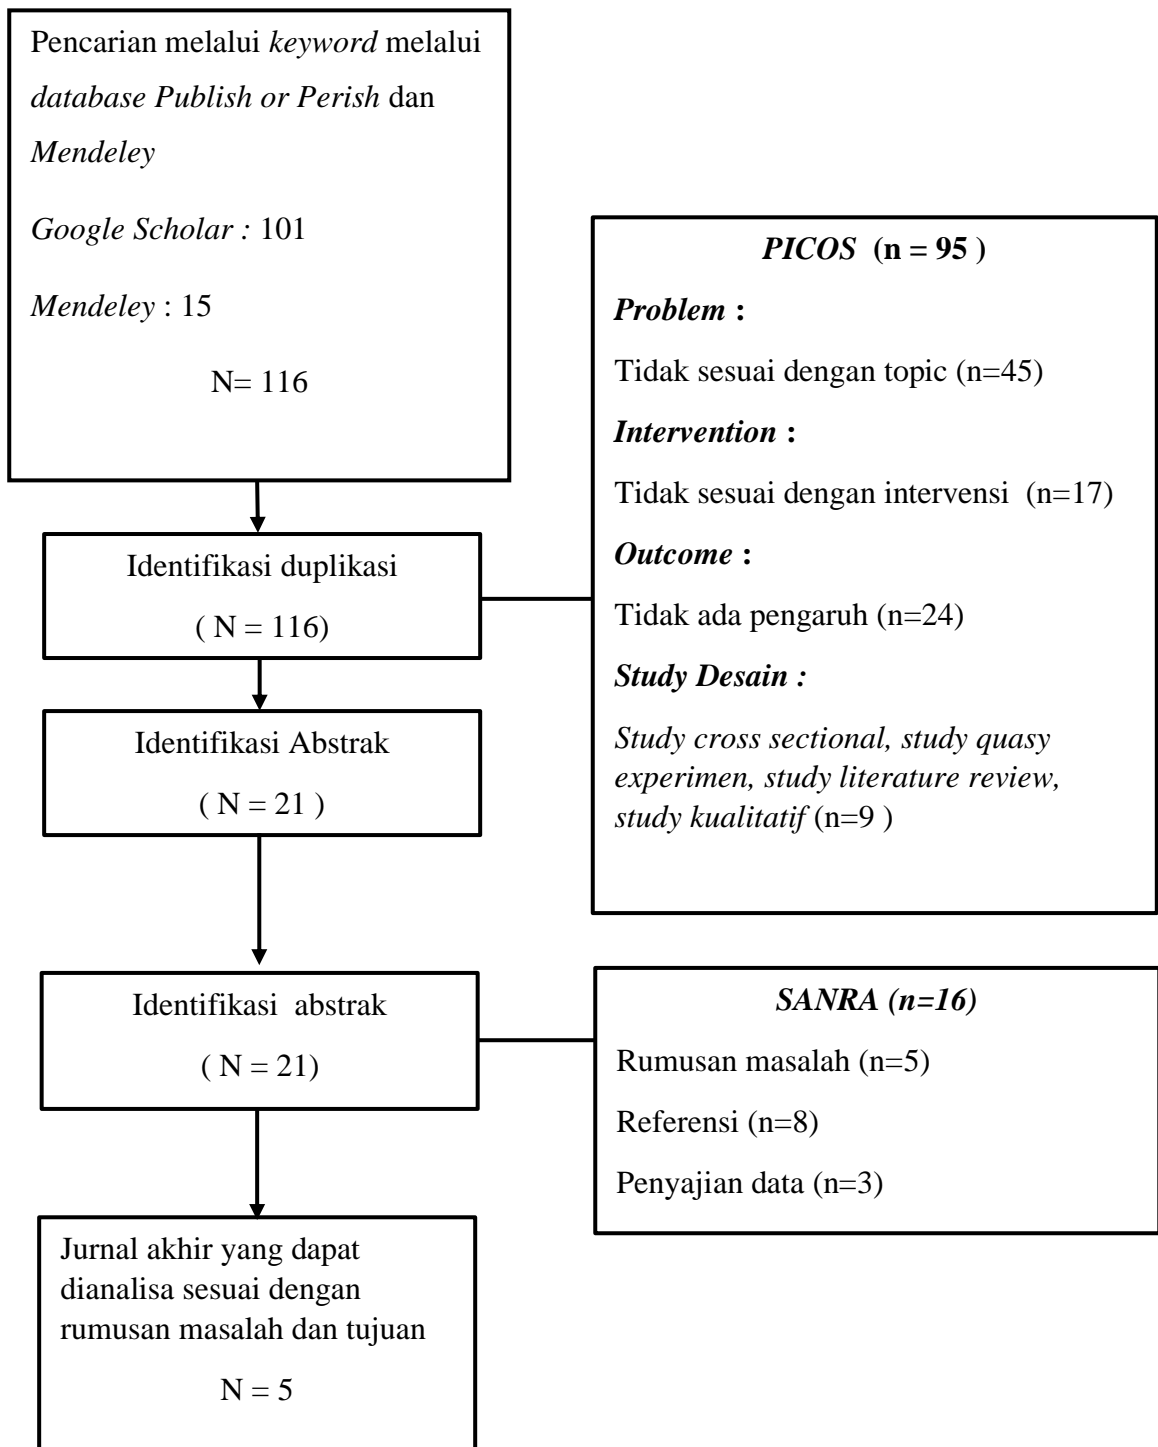 Pencarian melalui keyword melalui
database Publish or Perish dan
Mendeley
Google Scholar : 101
Mendeley : 15
N= 116
Identifikasi duplikasi
( N = 116)
Identifikasi Abstrak
( N = 21 )
PICOS (n = 95 )
Problem :
Tidak sesuai dengan topic (n=45)
Intervention :
Tidak sesuai dengan intervensi (n=17)
Outcome :
Tidak ada pengaruh (n=24)
Study Desain :
Study cross sectional, study quasy
experimen, study literature review,
study kualitatif (n=9 )
Identifikasi abstrak
( N = 21)
SANRA (n=16)
Rumusan masalah (n=5)
Referensi (n=8)
Penyajian data (n=3)
Jurnal akhir yang dapat
dianalisa sesuai dengan
rumusan masalah dan tujuan
N = 5